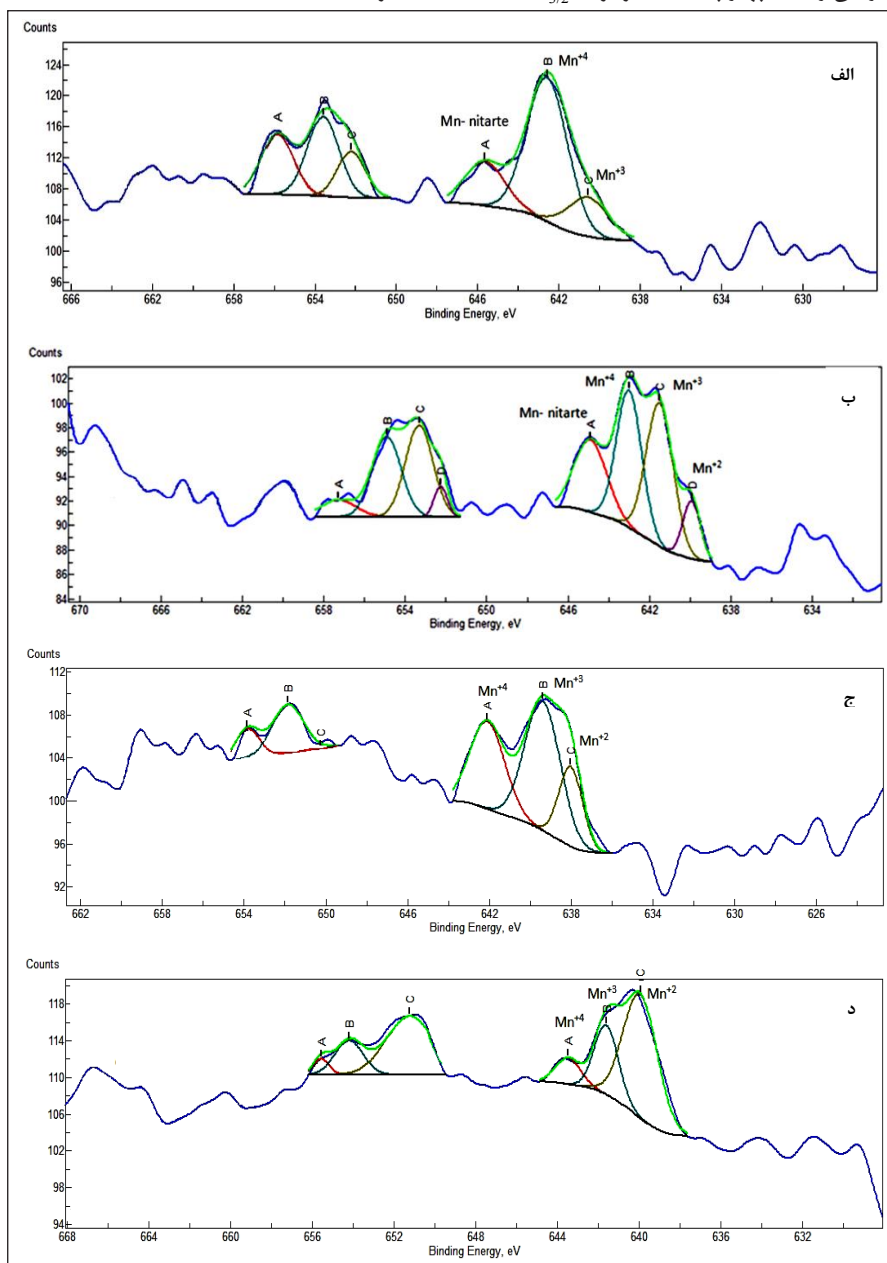 3/2
Counts
الف
124
120
116
112
108
104
100
96
A
B
C
Mn- nitarte
A
B
Mn+4
C
Mn+3
666 662 658 654 650 646 642 638 634 630
Binding Energy, eV
Counts
ب
102
100
98
96
94
92
90
88
86
84
A
B
C
D
Mn- nitarte
A
Mn+4
B
C
Mn+3
Mn+2
D
670 666 662 658 654 650 646 642 638 634
Binding Energy, eV
Counts
ج
112
108
104
100
96
92
A
B
C
Mn+4
A
B
Mn+3
C
Mn+2
662 658 654 650 646 642 638 634 630 626
Binding Energy, eV
Counts
د
118
114
110
106
102
98
94
A
B
C
Mn+4
A
Mn+3
B
C
Mn+2
668 664 660 656 652 648 644 640 636 632
Binding Energy, eV